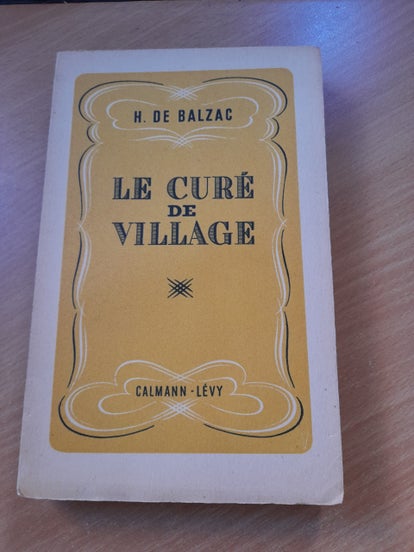 H. DE BALZAC
LE CURÉ
DE
VILLAGE
CALMANN-LÉVY